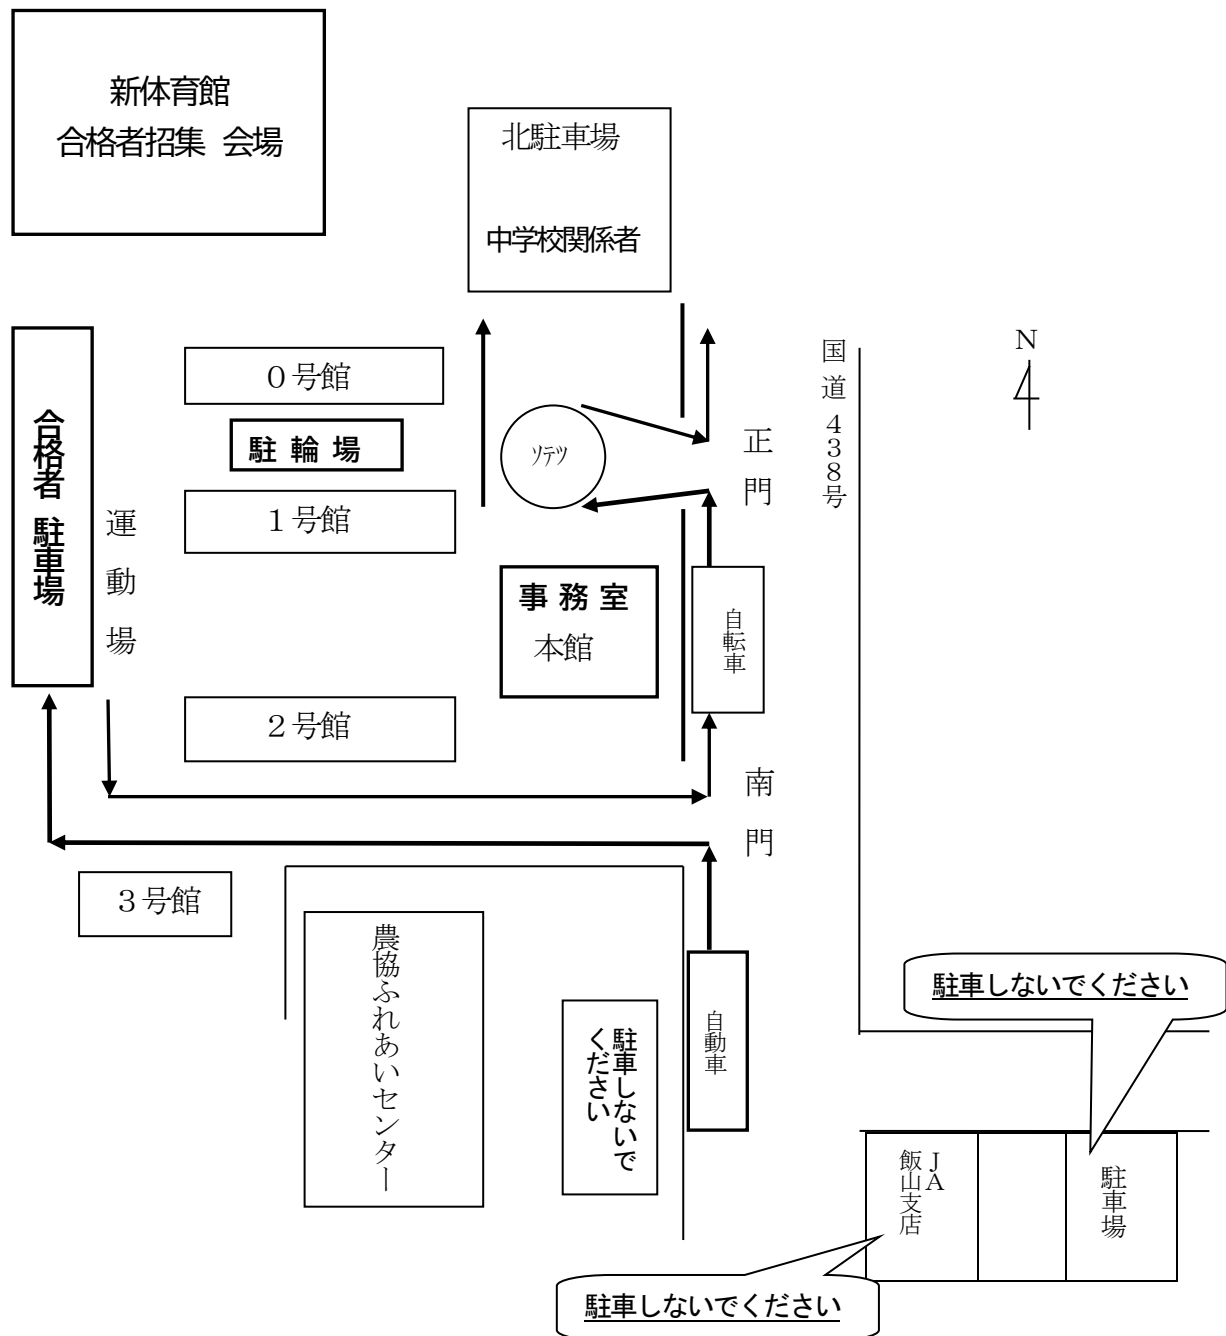 新体育館
合格者招集 会場
北駐車場
中学校関係者
N
国道438号
0号館
駐輪場
ソテツ
正門
合格者 駐車場
運動場
1号館
事務室
本館
自転車
2号館
南門
3号館
農協ふれあいセンター
駐車しないで
ください
自動車
駐車しないでください
JA
飯山支店
駐車場
駐車しないでください